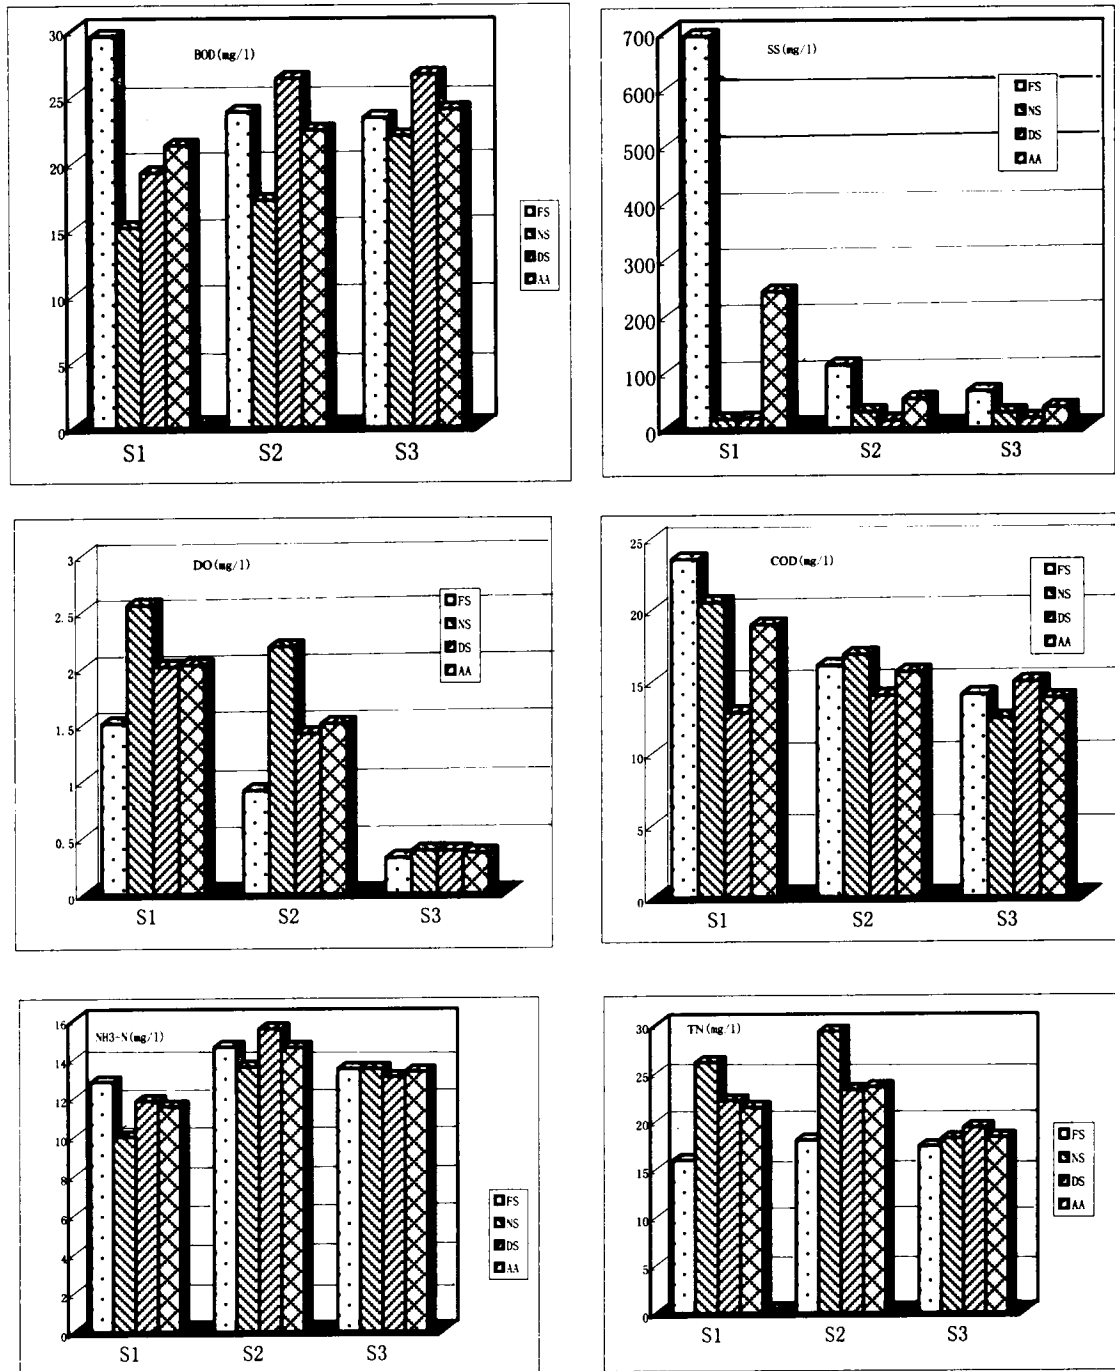 BOD(mg/l)
30
25
20
15
10
5
0
S1 S2 S3
FS
NS
DS
AA
SS(mg/l)
700
600
500
400
300
200
100
0
S1 S2 S3
FS
NS
DS
AA
DO(mg/l)
3
2.5
2
1.5
1
0.5
0
S1 S2 S3
FS
NS
DS
AA
COD(mg/l)
25
20
15
10
5
0
S1 S2 S3
FS
NS
DS
AA
NH3-N(mg/l)
16
14
12
10
8
6
4
2
0
S1 S2 S3
FS
NS
DS
AA
TN(mg/l)
30
25
20
15
10
5
0
S1 S2 S3
FS
NS
DS
AA